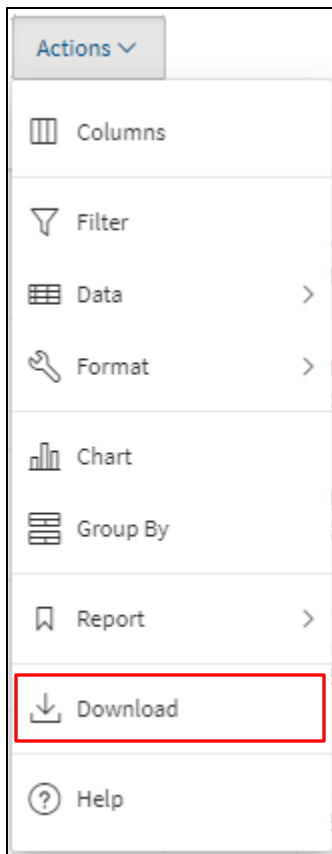 Actions
Columns
Filter
Data
Format
Chart
Group By
Report
Download
Help